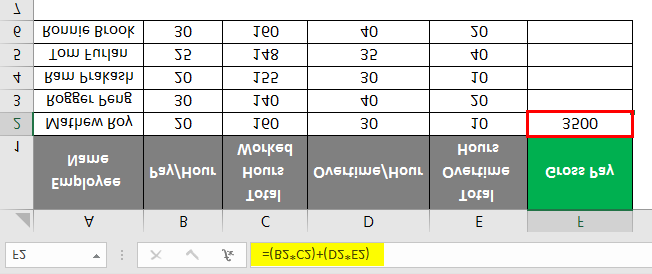 F2 fx =(B2*C2)+(D2*E2)
A B C D E F
1 Employee Name Pay/Hour Total Hours Worked Overtime/Hour Total Overtime Hours Gross Pay
2 Mathew Roy 20 160 30 10 3500
3 Rogger Peng 30 140 40 20
4 Ram Prakash 20 155 30 10
5 Tom Furlan 25 148 35 40
6 Ronnie Brook 30 160 40 20
7